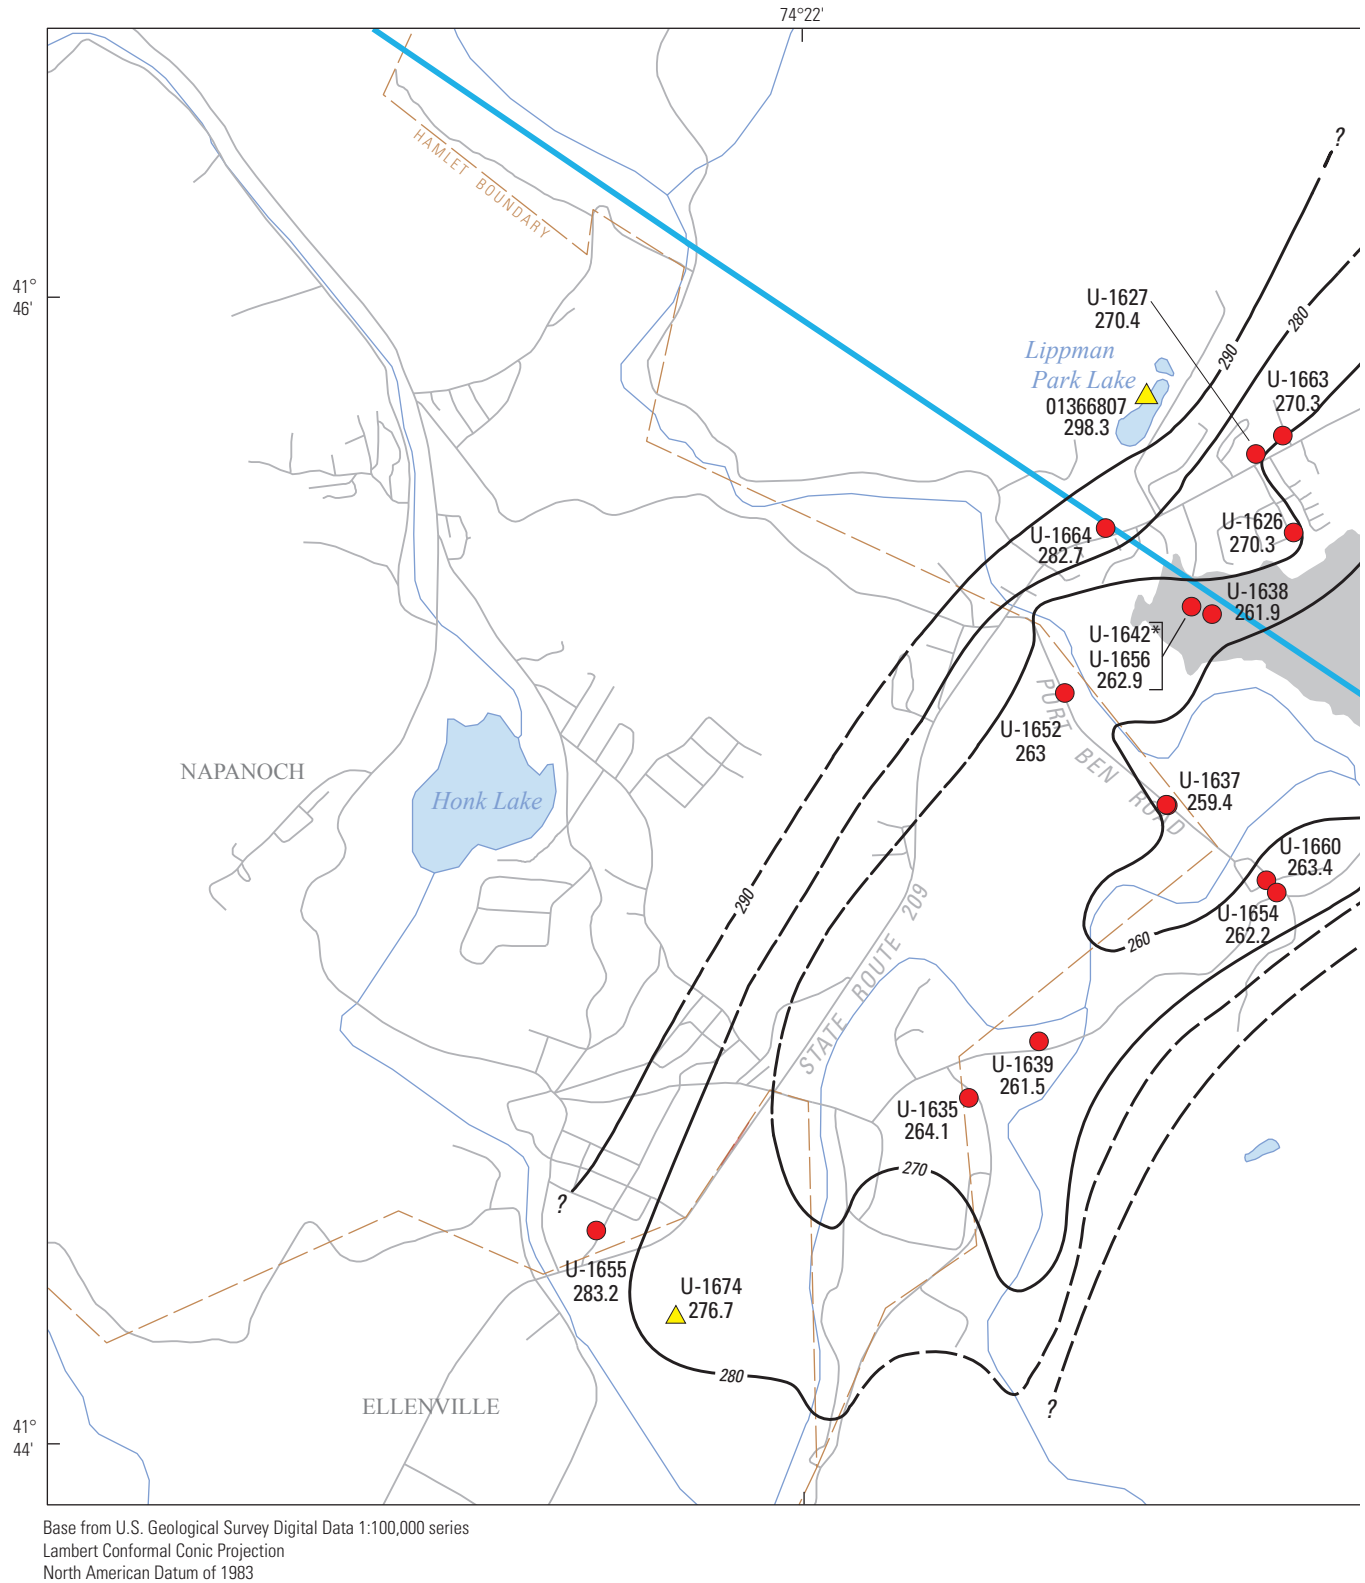 74°22'
HAMLET BOUNDARY
?
41°
46'
U-1627
270.4
280
290
Lippman
Park Lake
01366807
298.3
U-1663
270.3
U-1664
282.7
U-1626
270.3
U-1638
261.9
U-1642*
U-1656
262.9
U-1652
263
PORT BEN ROAD
NAPANOCH
Honk Lake
U-1637
259.4
U-1660
263.4
U-1654
262.2
290
260
STATE ROUTE 209
U-1639
261.5
U-1635
264.1
270
?
U-1655
283.2
U-1674
276.7
280
ELLENVILLE
?
41°
44'
Base from U.S. Geological Survey Digital Data 1:100,000 series
Lambert Conformal Conic Projection
North American Datum of 1983